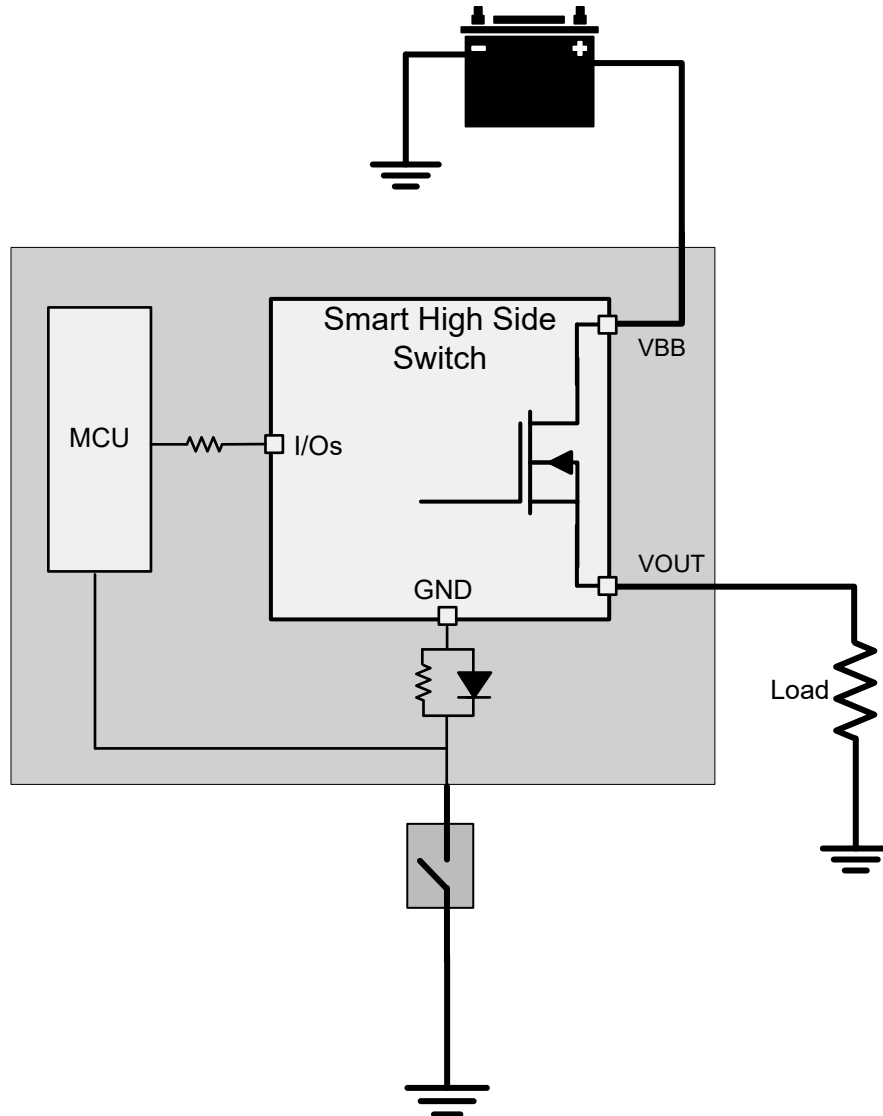 Smart High Side
Switch
VBB
MCU
I/Os
VOUT
GND
Load